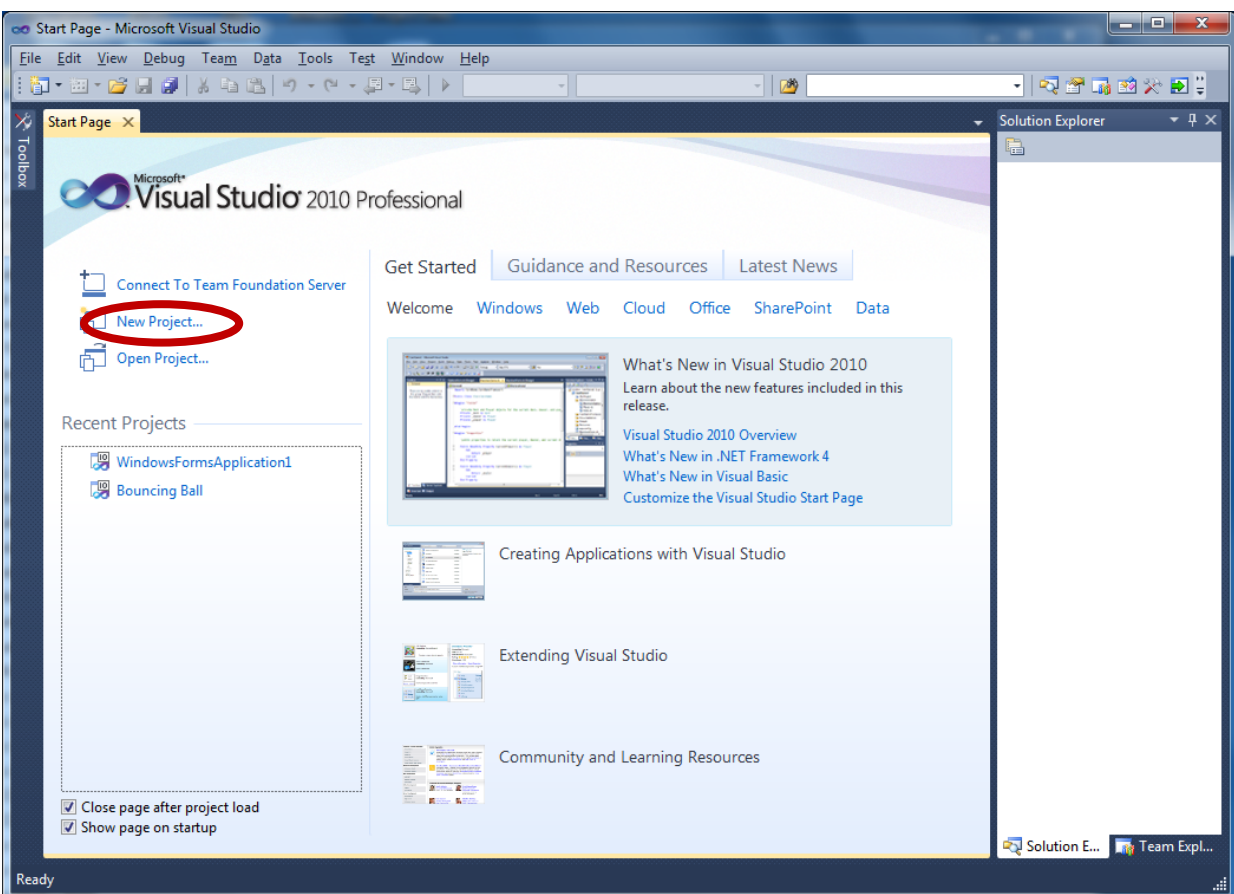 Start Page - Microsoft Visual Studio
File Edit View Debug Team Data Tools Test Window Help
Toolbox
Start Page
Solution Explorer
Microsoft
Visual Studio 2010 Professional
Connect To Team Foundation Server
New Project...
Open Project...
Recent Projects
WindowsFormsApplication1
Bouncing Ball
Close page after project load
Show page on startup
Get Started Guidance and Resources Latest News
Welcome Windows Web Cloud Office SharePoint Data
What's New in Visual Studio 2010
Learn about the new features included in this
release.
Visual Studio 2010 Overview
What's New in .NET Framework 4
What's New in Visual Basic
Customize the Visual Studio Start Page
Creating Applications with Visual Studio
Extending Visual Studio
Community and Learning Resources
Solution E... Team Expl...
Ready